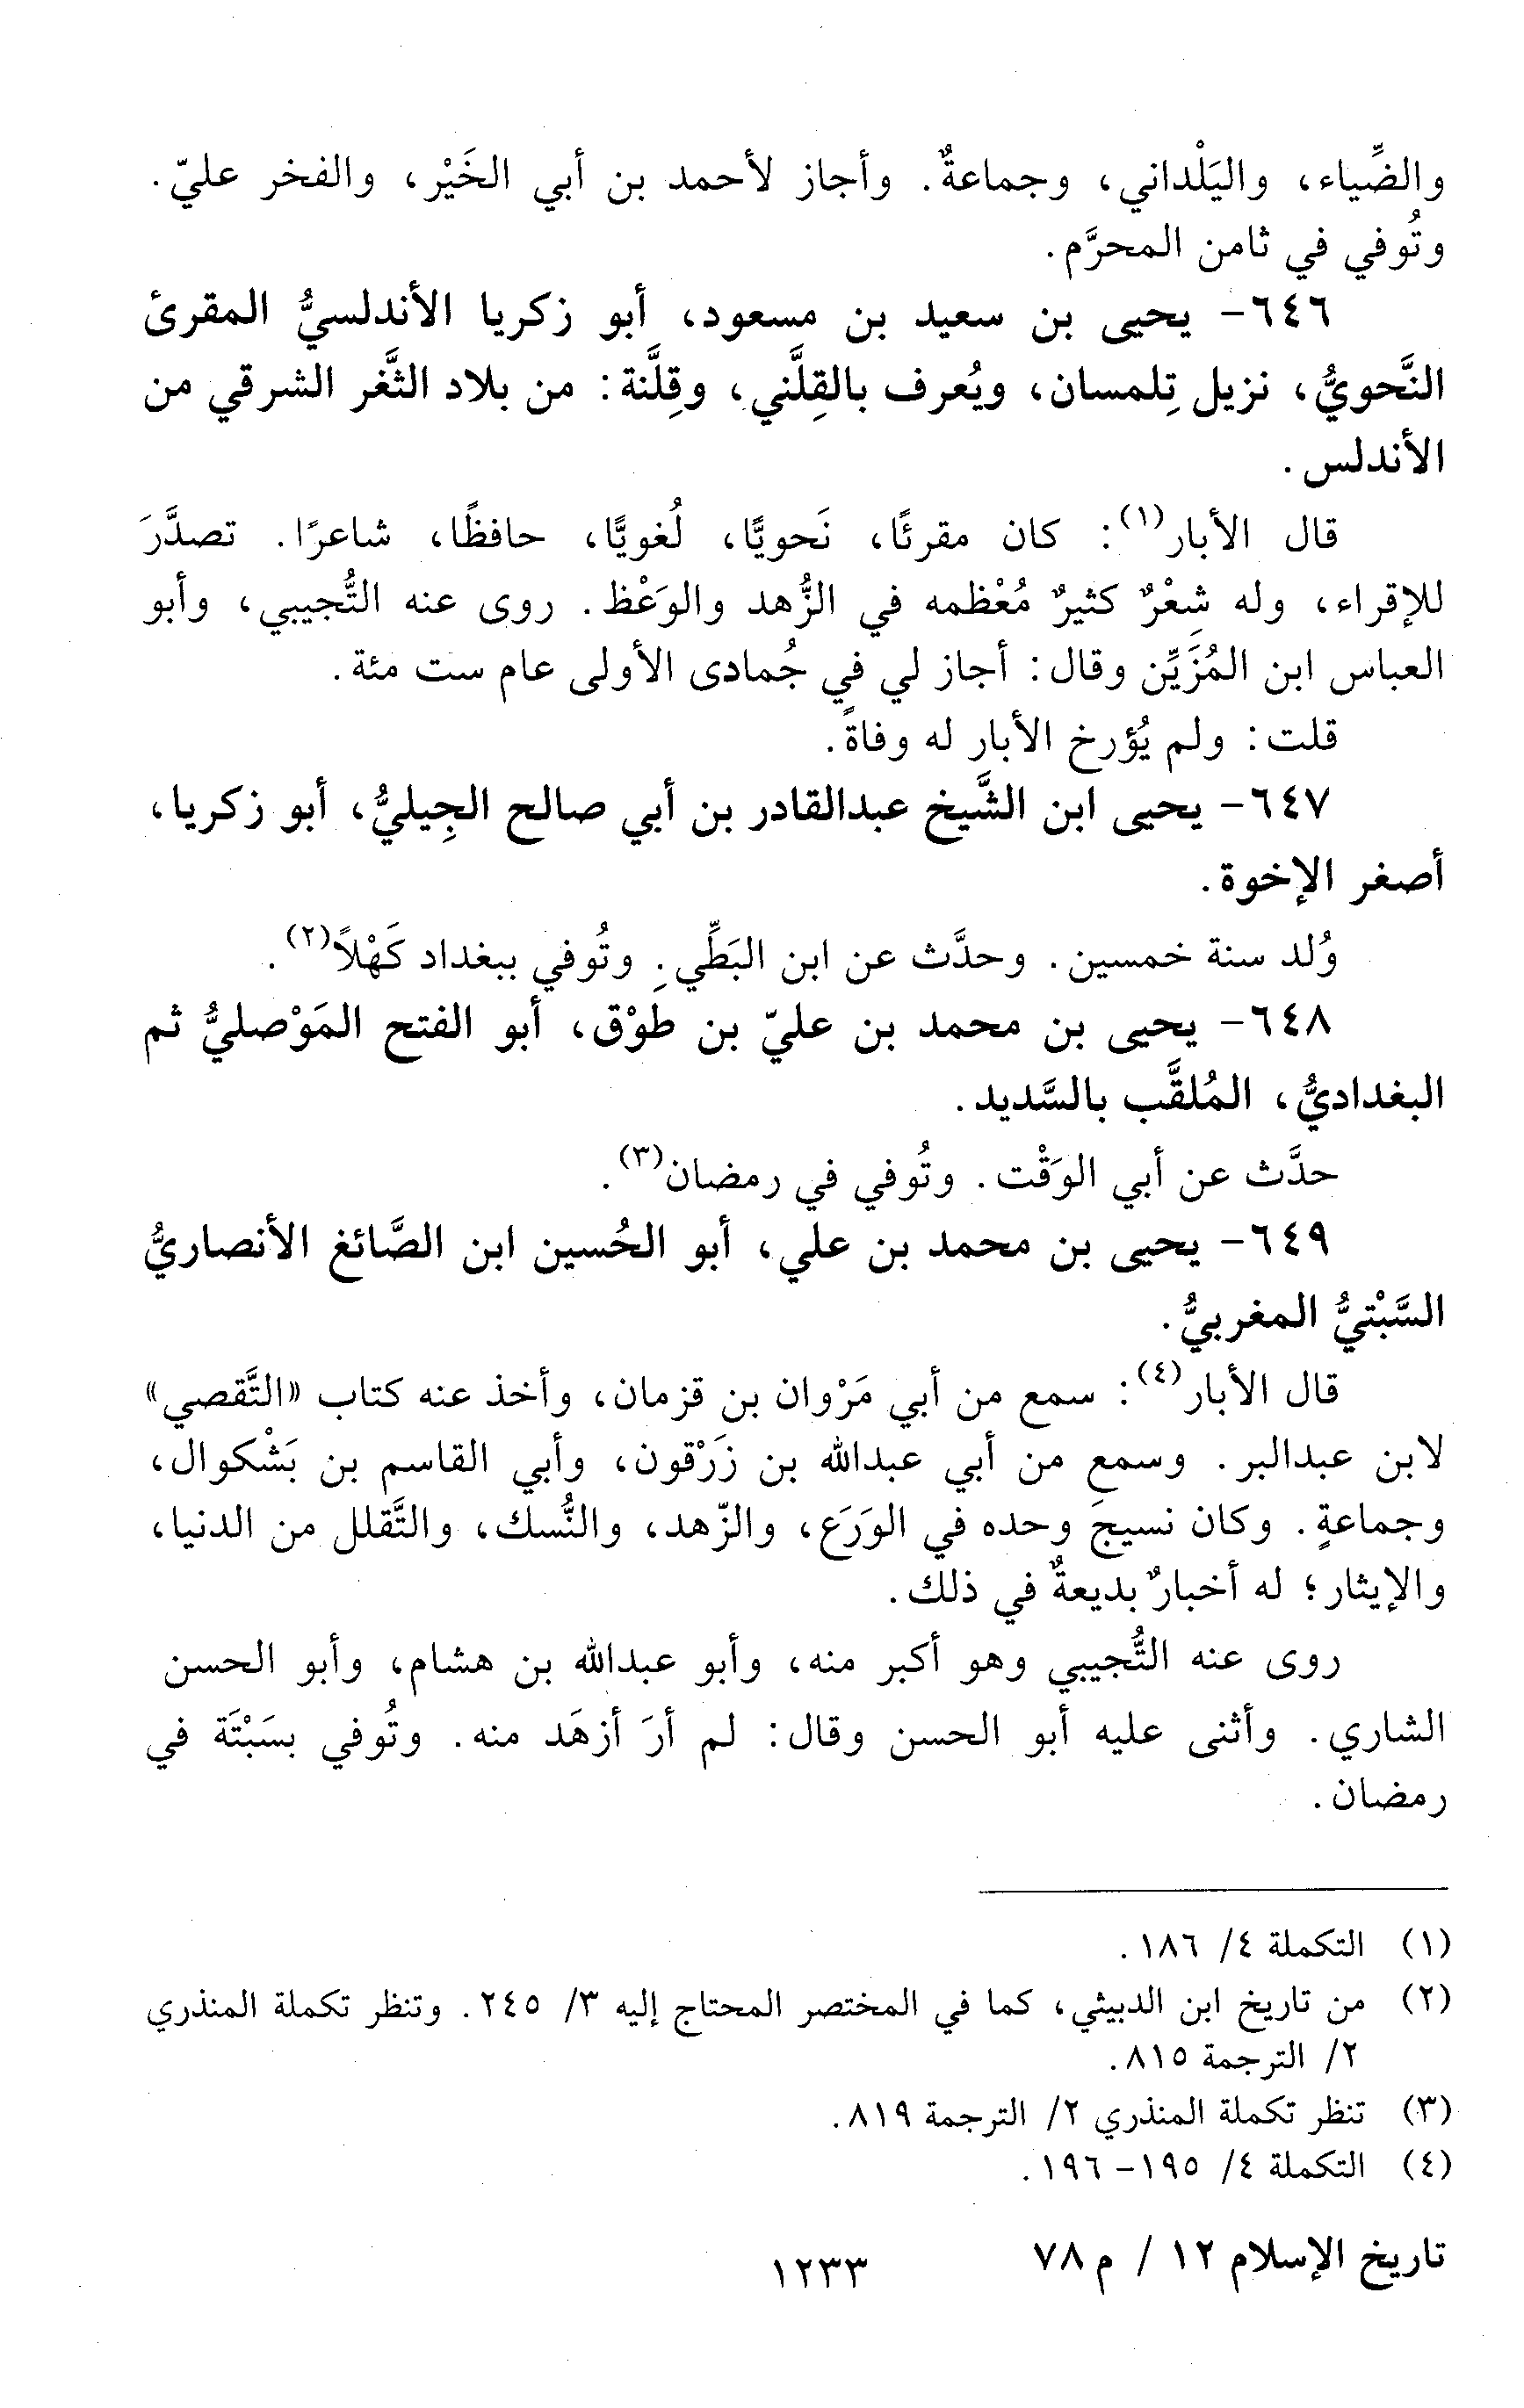 والضِّياء، واليَلْداني، وجماعةٌ. وأجاز لأحمد بن أبي الخَيْر، والفخر عليّ.
وتُوفي في ثامن المحرَّم.
٦٤٦- يحيى بن سعيد بن مسعود، أبو زكريا الأندلسيُّ المقرئ
النَّحويُّ، نزيل تِلمسان، ويُعرف بالقِلَّني، وقِلَّنة: من بلاد الثَّغر الشرقي من
الأندلس.
قال الأبار(١): كان مقرئًا، نَحويًّا، لُغويًّا، حافظًا، شاعرًا. تصدَّرَ
للإقراء، وله شِعْرٌ كثيرٌ مُعْظمه في الزُّهد والوَعْظ. روى عنه التُّجيبي، وأبو
العباس ابن المُزَيِّن وقال: أجاز لي في جُمادى الأولى عام ست مئة.
قلت: ولم يُؤرخ الأبار له وفاةً.
٦٤٧- يحيى ابن الشَّيخ عبدالقادر بن أبي صالح الجِيليُّ، أبو زكريا،
أصغر الإخوة.
وُلد سنة خمسين. وحدَّث عن ابن البَطِّي. وتُوفي ببغداد كَهْلاً(٢).
٦٤٨- يحيى بن محمد بن عليّ بن طوْق، أبو الفتح المَوْصليُّ ثم
البغداديُّ، المُلقَّب بالسَّديد.
حدَّث عن أبي الوَقْت. وتُوفي في رمضان(٣).
٦٤٩- يحيى بن محمد بن علي، أبو الحُسين ابن الصَّائغ الأنصاريُّ
السَّبْتيُّ المغربيُّ.
قال الأبار(٤): سمع من أبي مَرْوان بن قزمان، وأخذ عنه كتاب «التَّقصي»
لابن عبدالبر. وسمع من أبي عبدالله بن زَرْقون، وأبي القاسم بن بَشْكوال،
وجماعةٍ. وكان نسيجَ وحده في الوَرَع، والزّهد، والنُّسك، والتَّقلل من الدنيا،
والإيثار؛ له أخبارٌ بديعةٌ في ذلك.
روى عنه التُّجيبي وهو أكبر منه، وأبو عبدالله بن هشام، وأبو الحسن
الشاري. وأثنى عليه أبو الحسن وقال: لم أرَ أزهَد منه. وتُوفي بسَبْتَة في
رمضان.
(١) التكملة ٤/ ١٨٦.
(٢) من تاريخ ابن الدبيثي، كما في المختصر المحتاج إليه ٣/ ٢٤٥. وتنظر تكملة المنذري
٢/ الترجمة ٨١٥.
(٣) تنظر تكملة المنذري ٢/ الترجمة ٨١٩.
(٤) التكملة ٤/ ١٩٥- ١٩٦.
تاريخ الإسلام ١٢ / م ٧٨
١٢٣٣